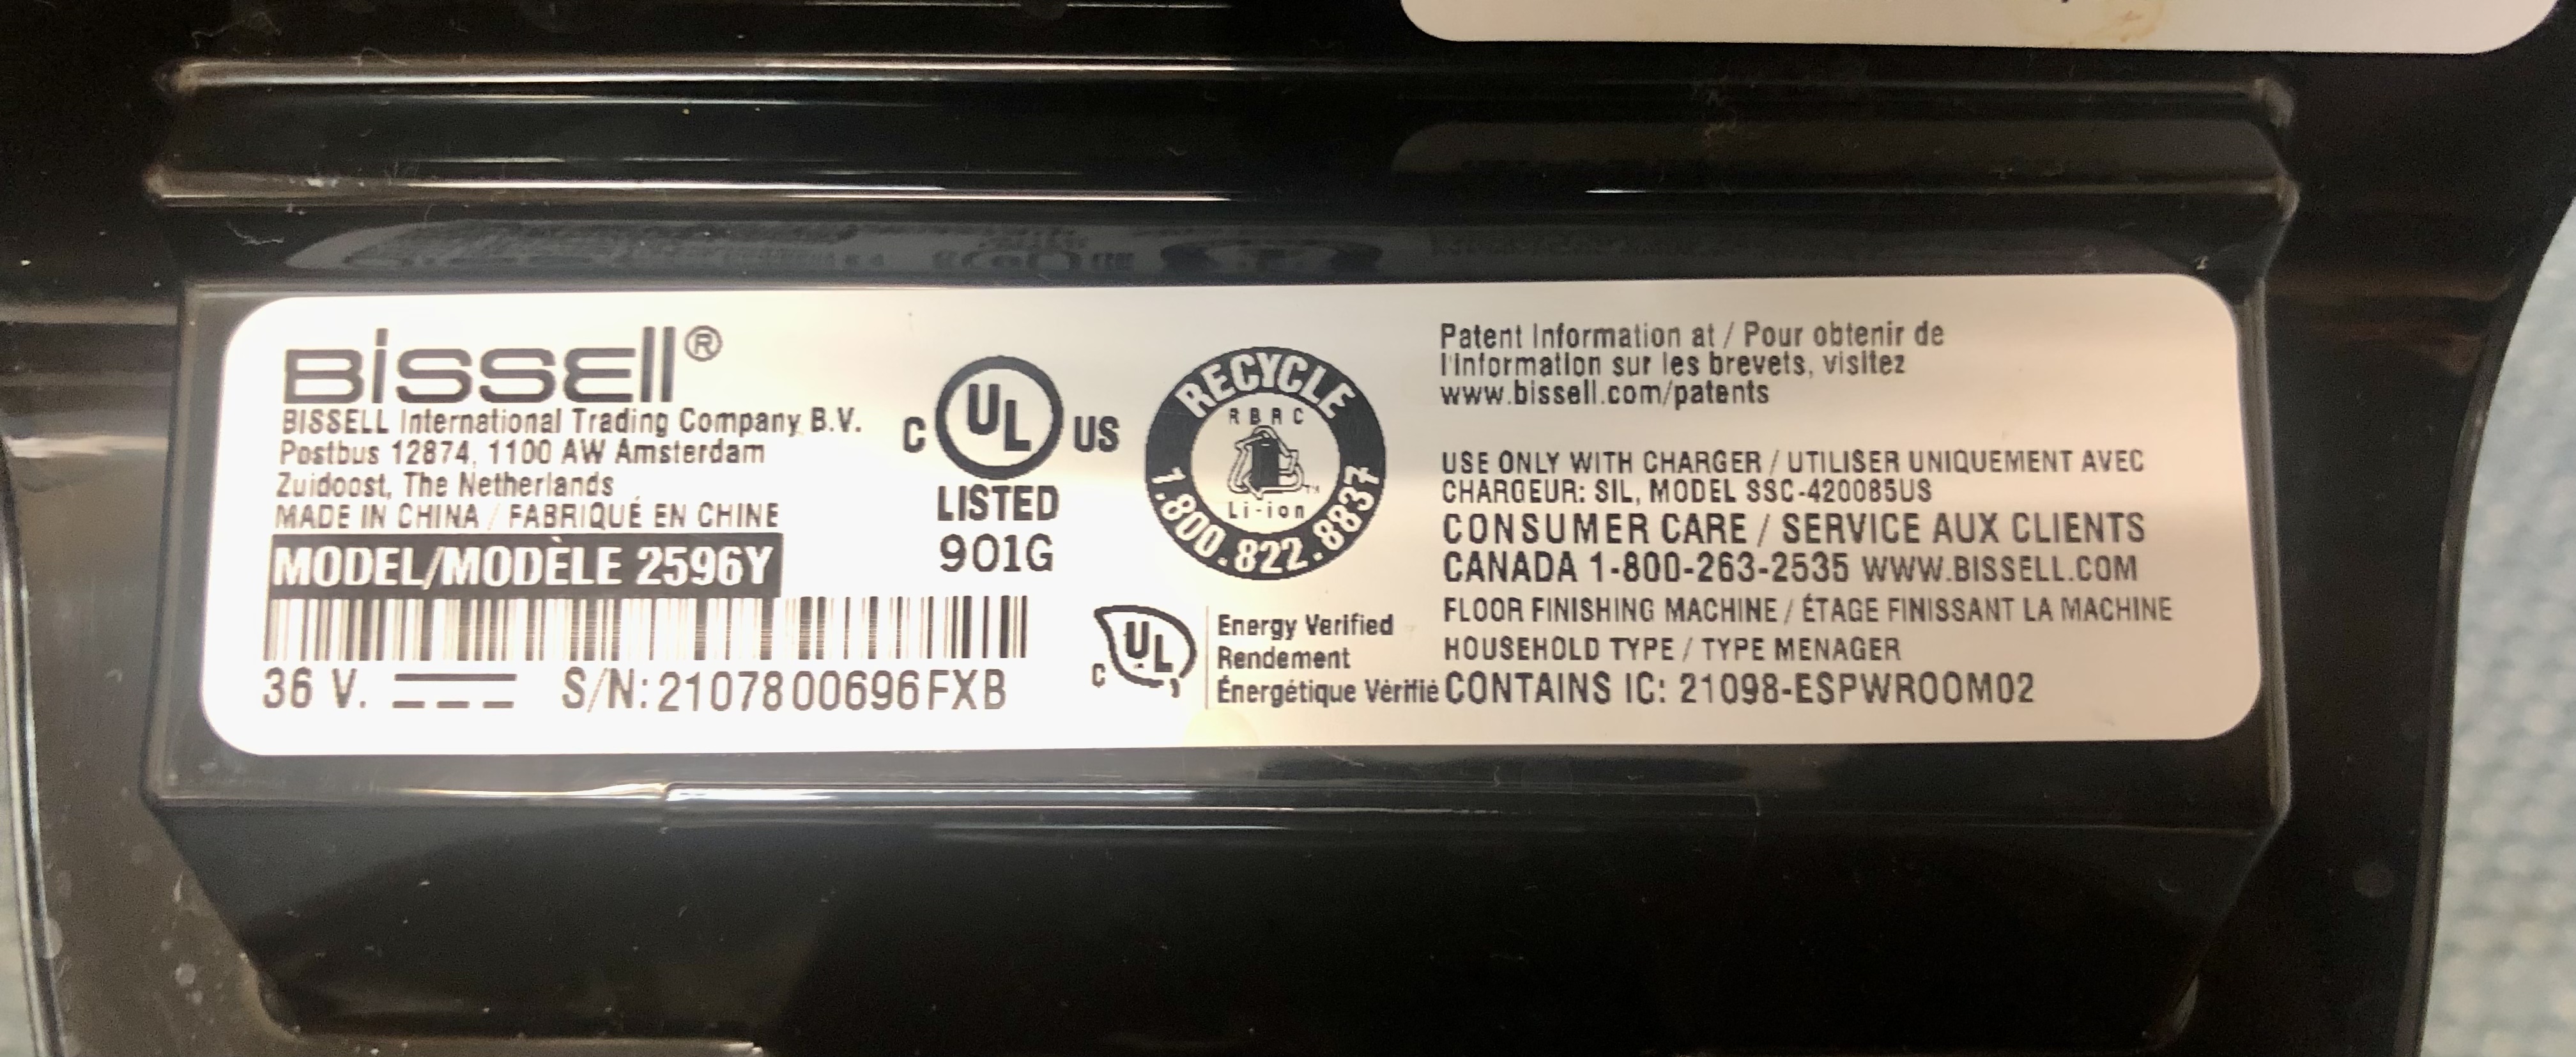 BISSELL®
BISSELL International Trading Company B.V.
Postbus 12874, 1100 AW Amsterdam
Zuidoost, The Netherlands
MADE IN CHINA / FABRIQUÉ EN CHINE
MODEL/MODÈLE 2596Y
36 V.
S/N:2107800696FXB
C UL US
LISTED
901G
RECYCLE
RBRC
Li-ion
TM
1.800.822.8837
C UL
Energy Verified
Rendement
Énergétique Vérifié
Patent Information at / Pour obtenir de
l'information sur les brevets, visitez
www.bissell.com/patents
USE ONLY WITH CHARGER / UTILISER UNIQUEMENT AVEC
CHARGEUR: SIL, MODEL SSC-420085US
CONSUMER CARE / SERVICE AUX CLIENTS
CANADA 1-800-263-2535 WWW.BISSELL.COM
FLOOR FINISHING MACHINE / ÉTAGE FINISSANT LA MACHINE
HOUSEHOLD TYPE / TYPE MENAGER
CONTAINS IC: 21098-ESPWROOM02